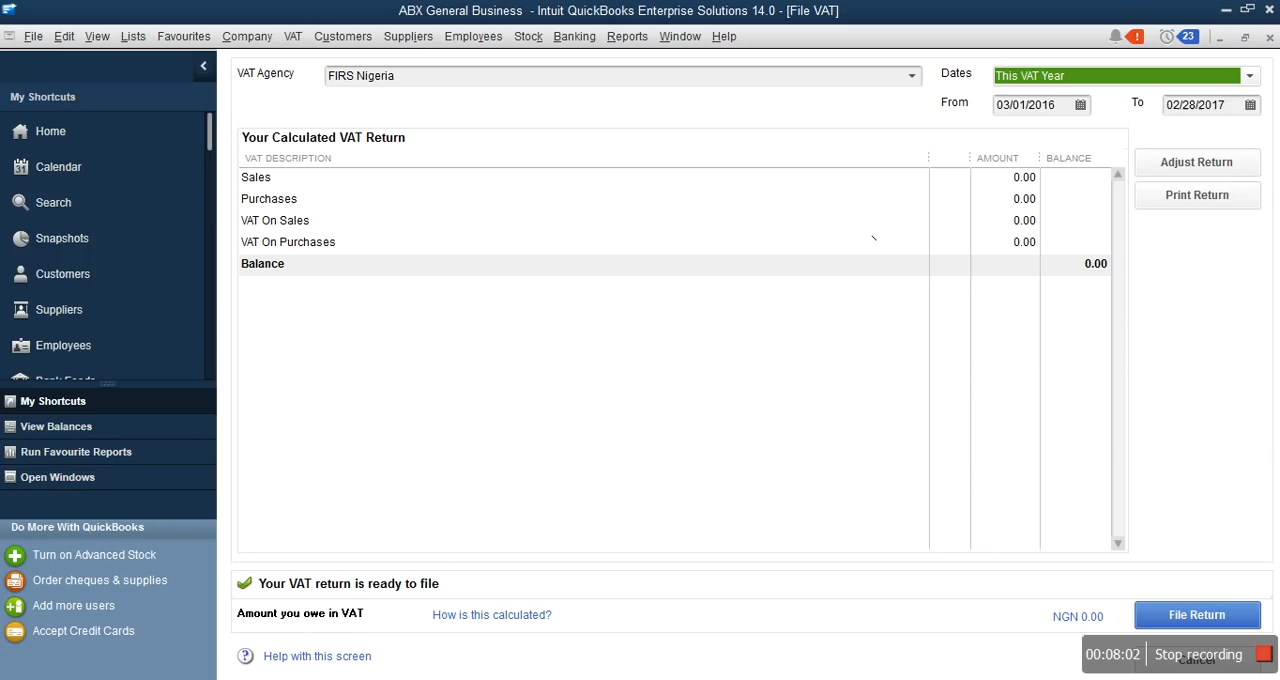 ABX General Business - Intuit QuickBooks Enterprise Solutions 14.0 - [File VAT]
File Edit View Lists Favourites Company VAT Customers Suppliers Employees Stock Banking Reports Window Help
! 23
VAT Agency FIRS Nigeria Dates This VAT Year
From 03/01/2016 To 02/28/2017
My Shortcuts
Home
Calendar
Search
Snapshots
Customers
Suppliers
Employees
Bank Feeds
My Shortcuts
View Balances
Run Favourite Reports
Open Windows
Do More With QuickBooks
Turn on Advanced Stock
Order cheques & supplies
Add more users
Accept Credit Cards
Your Calculated VAT Return
VAT DESCRIPTION AMOUNT BALANCE
Sales 0.00
Purchases 0.00
VAT On Sales 0.00
VAT On Purchases 0.00
Balance 0.00
Adjust Return
Print Return
Your VAT return is ready to file
Amount you owe in VAT How is this calculated? NGN 0.00 File Return
Help with this screen
Cancel
00:08:02 Stop recording